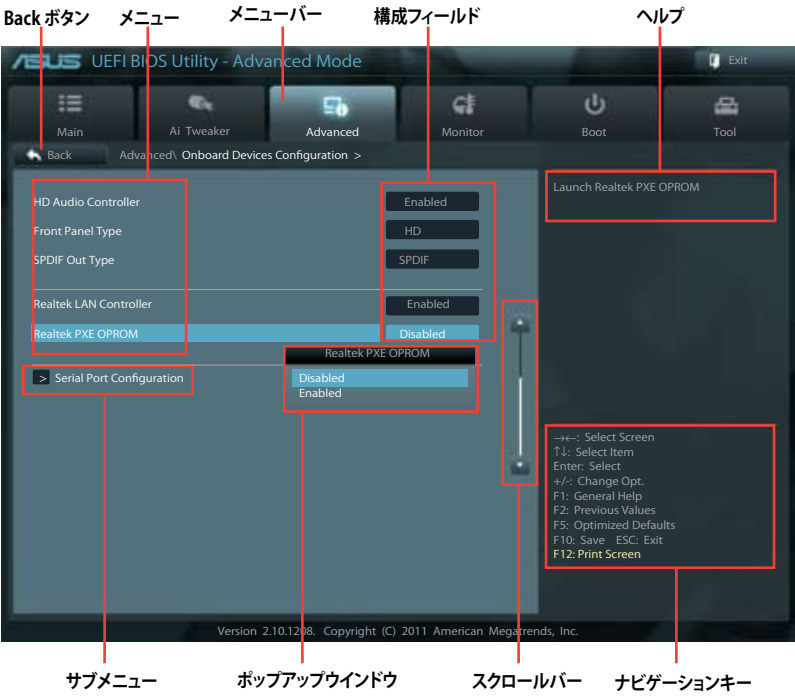 Back ボタン メニュー メニューバー 構成フィールド ヘルプ
ASUS UEFI BIOS Utility - Advanced Mode Exit
Main Ai Tweaker Advanced Monitor Boot Tool
Back Advanced\ Onboard Devices Configuration >
Launch Realtek PXE OPROM
HD Audio Controller Enabled
Front Panel Type HD
SPDIF Out Type SPDIF
Realtek LAN Controller Enabled
Realtek PXE OPROM Disabled
Realtek PXE OPROM
> Serial Port Configuration Disabled
Enabled
→←: Select Screen
↑↓: Select Item
Enter: Select
+/-: Change Opt.
F1: General Help
F2: Previous Values
F5: Optimized Defaults
F10: Save ESC: Exit
F12: Print Screen
Version 2.10.1208. Copyright (C) 2011 American Megatrends, Inc.
サブメニュー ポップアップウインドウ スクロールバー ナビゲーションキー